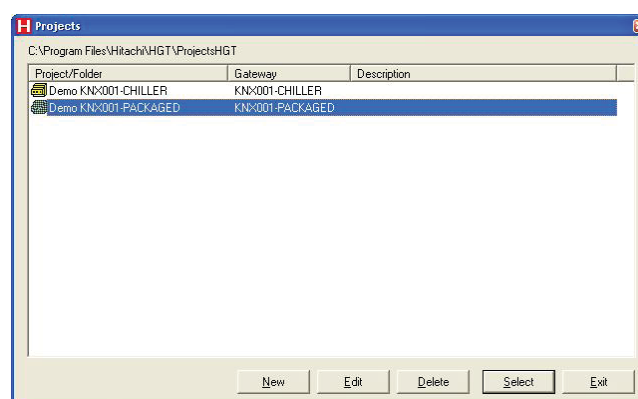 H Projects
C:\Program Files\Hitachi\HGT\ProjectsHGT
Project/Folder Gateway Description
Demo KNX001-CHILLER KNX001-CHILLER
Demo KNX001-PACKAGED KNX001-PACKAGED
New Edit Delete Select Exit